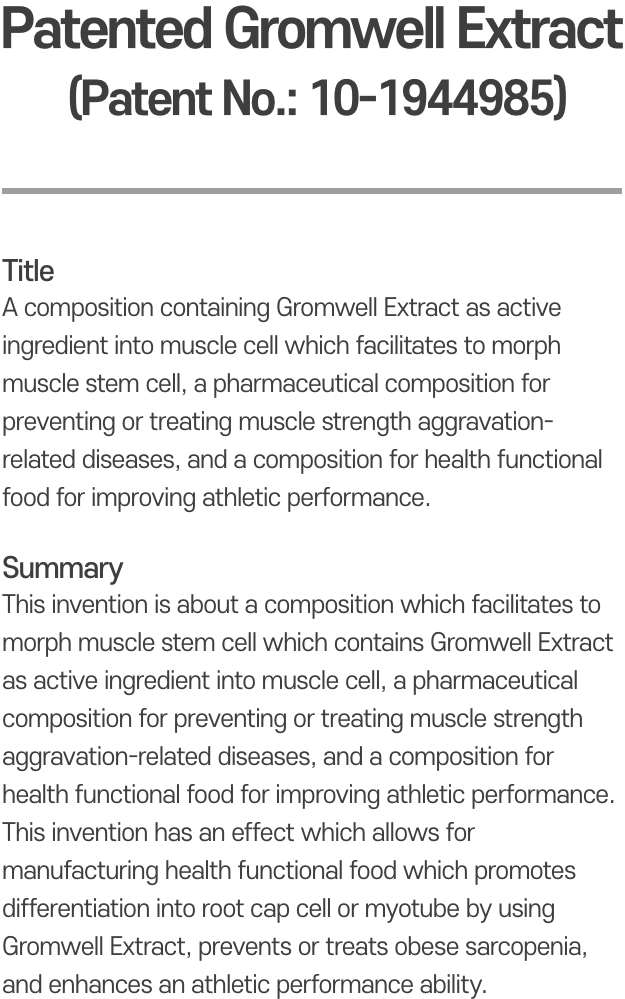 Patented Gromwell Extract
(Patent No.: 10-1944985)
Title
A composition containing Gromwell Extract as active
ingredient into muscle cell which facilitates to morph
muscle stem cell, a pharmaceutical composition for
preventing or treating muscle strength aggravation-
related diseases, and a composition for health functional
food for improving athletic performance.
Summary
This invention is about a composition which facilitates to
morph muscle stem cell which contains Gromwell Extract
as active ingredient into muscle cell, a pharmaceutical
composition for preventing or treating muscle strength
aggravation-related diseases, and a composition for
health functional food for improving athletic performance.
This invention has an effect which allows for
manufacturing health functional food which promotes
differentiation into root cap cell or myotube by using
Gromwell Extract, prevents or treats obese sarcopenia,
and enhances an athletic performance ability.